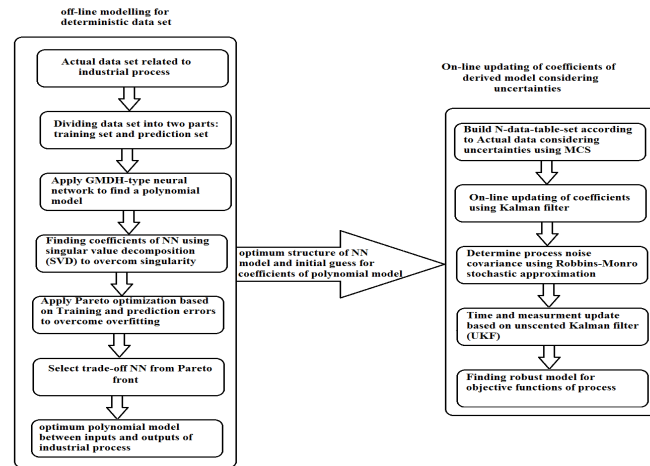 off-line modelling for
deterministic data set
Actual data set related to
industrial process
Dividing data set into two parts:
training set and prediction set
Apply GMDH-type neural
network to find a polynomial
model
Finding coefficients of NN using
singular value decomposition
(SVD) to overcom singularity
Apply Pareto optimization based
on Training and prediction errors
to overcome overfitting
Select trade-off NN from Pareto
front
optimum polynomial model
between inputs and outputs of
industrial process
optimum structure of NN
model and initial guess for
coefficients of polynomial model
On-line updating of coefficients of
derived model considering
uncertainties
Build N-data-table-set according
to Actual data considering
uncertainties using MCS
On-line updating of coefficients
using Kalman filter
Determine process noise
covariance using Robbins-Monro
stochastic approximation
Time and measurment update
based on unscented Kalman filter
(UKF)
Finding robust model for
objective functions of process